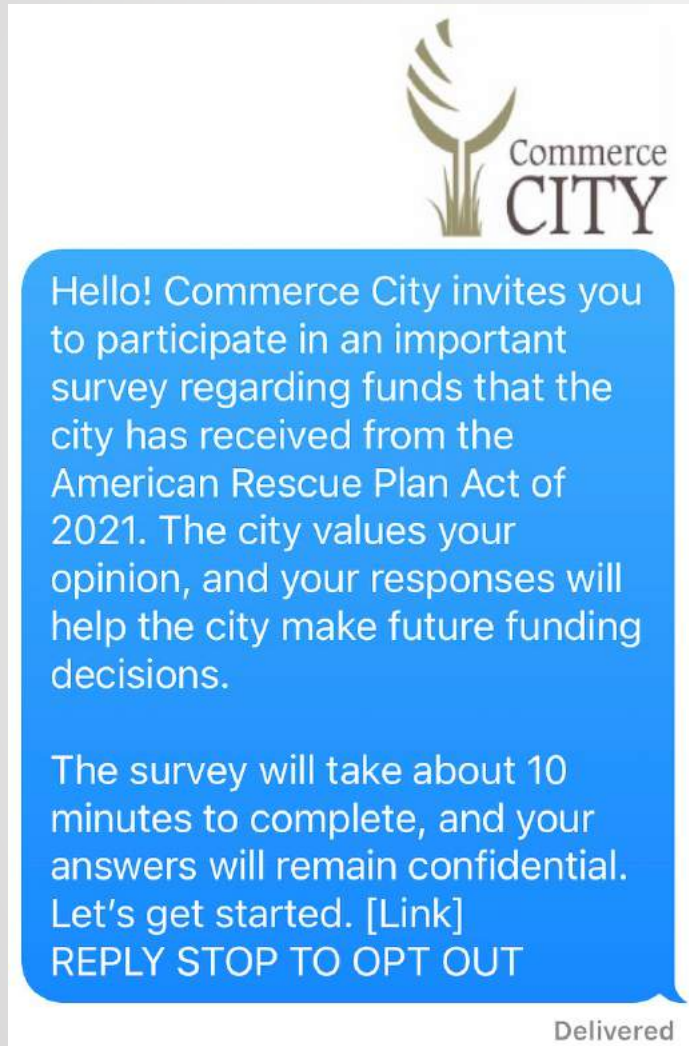 Commerce
CITY
Hello! Commerce City invites you
to participate in an important
survey regarding funds that the
city has received from the
American Rescue Plan Act of
2021. The city values your
opinion, and your responses will
help the city make future funding
decisions.
The survey will take about 10
minutes to complete, and your
answers will remain confidential.
Let’s get started. [Link]
REPLY STOP TO OPT OUT
Delivered